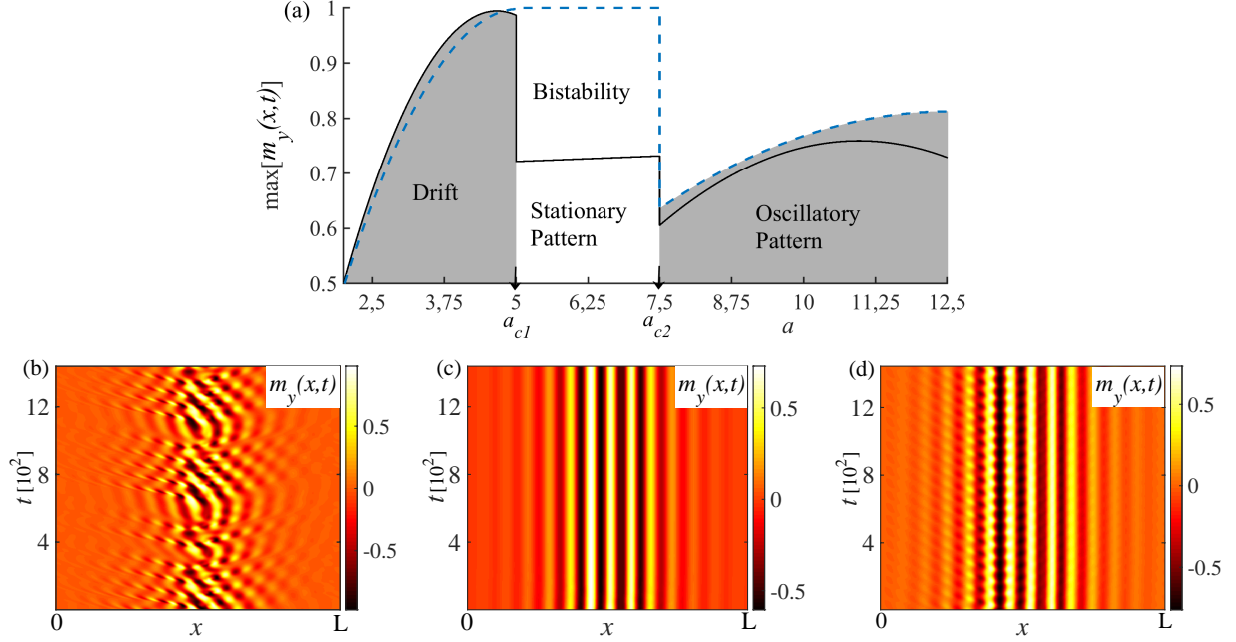 (a)
max[m_y(x,t)]
1
0.9
0.8
0.7
0.6
0.5
Drift
Bistability
Stationary
Pattern
Oscillatory
Pattern
2,5 3,75 5 6,25 7,5 8,75 10 11,25 12,5
a_c1 a_c2 a
(b)
m_y(x,t)
t [10^2]
12
8
4
0 x L
0.5
0
-0.5
(c)
m_y(x,t)
t [10^2]
12
8
4
0 x L
0.5
0
-0.5
(d)
m_y(x,t)
t [10^2]
12
8
4
0 x L
0.5
0
-0.5